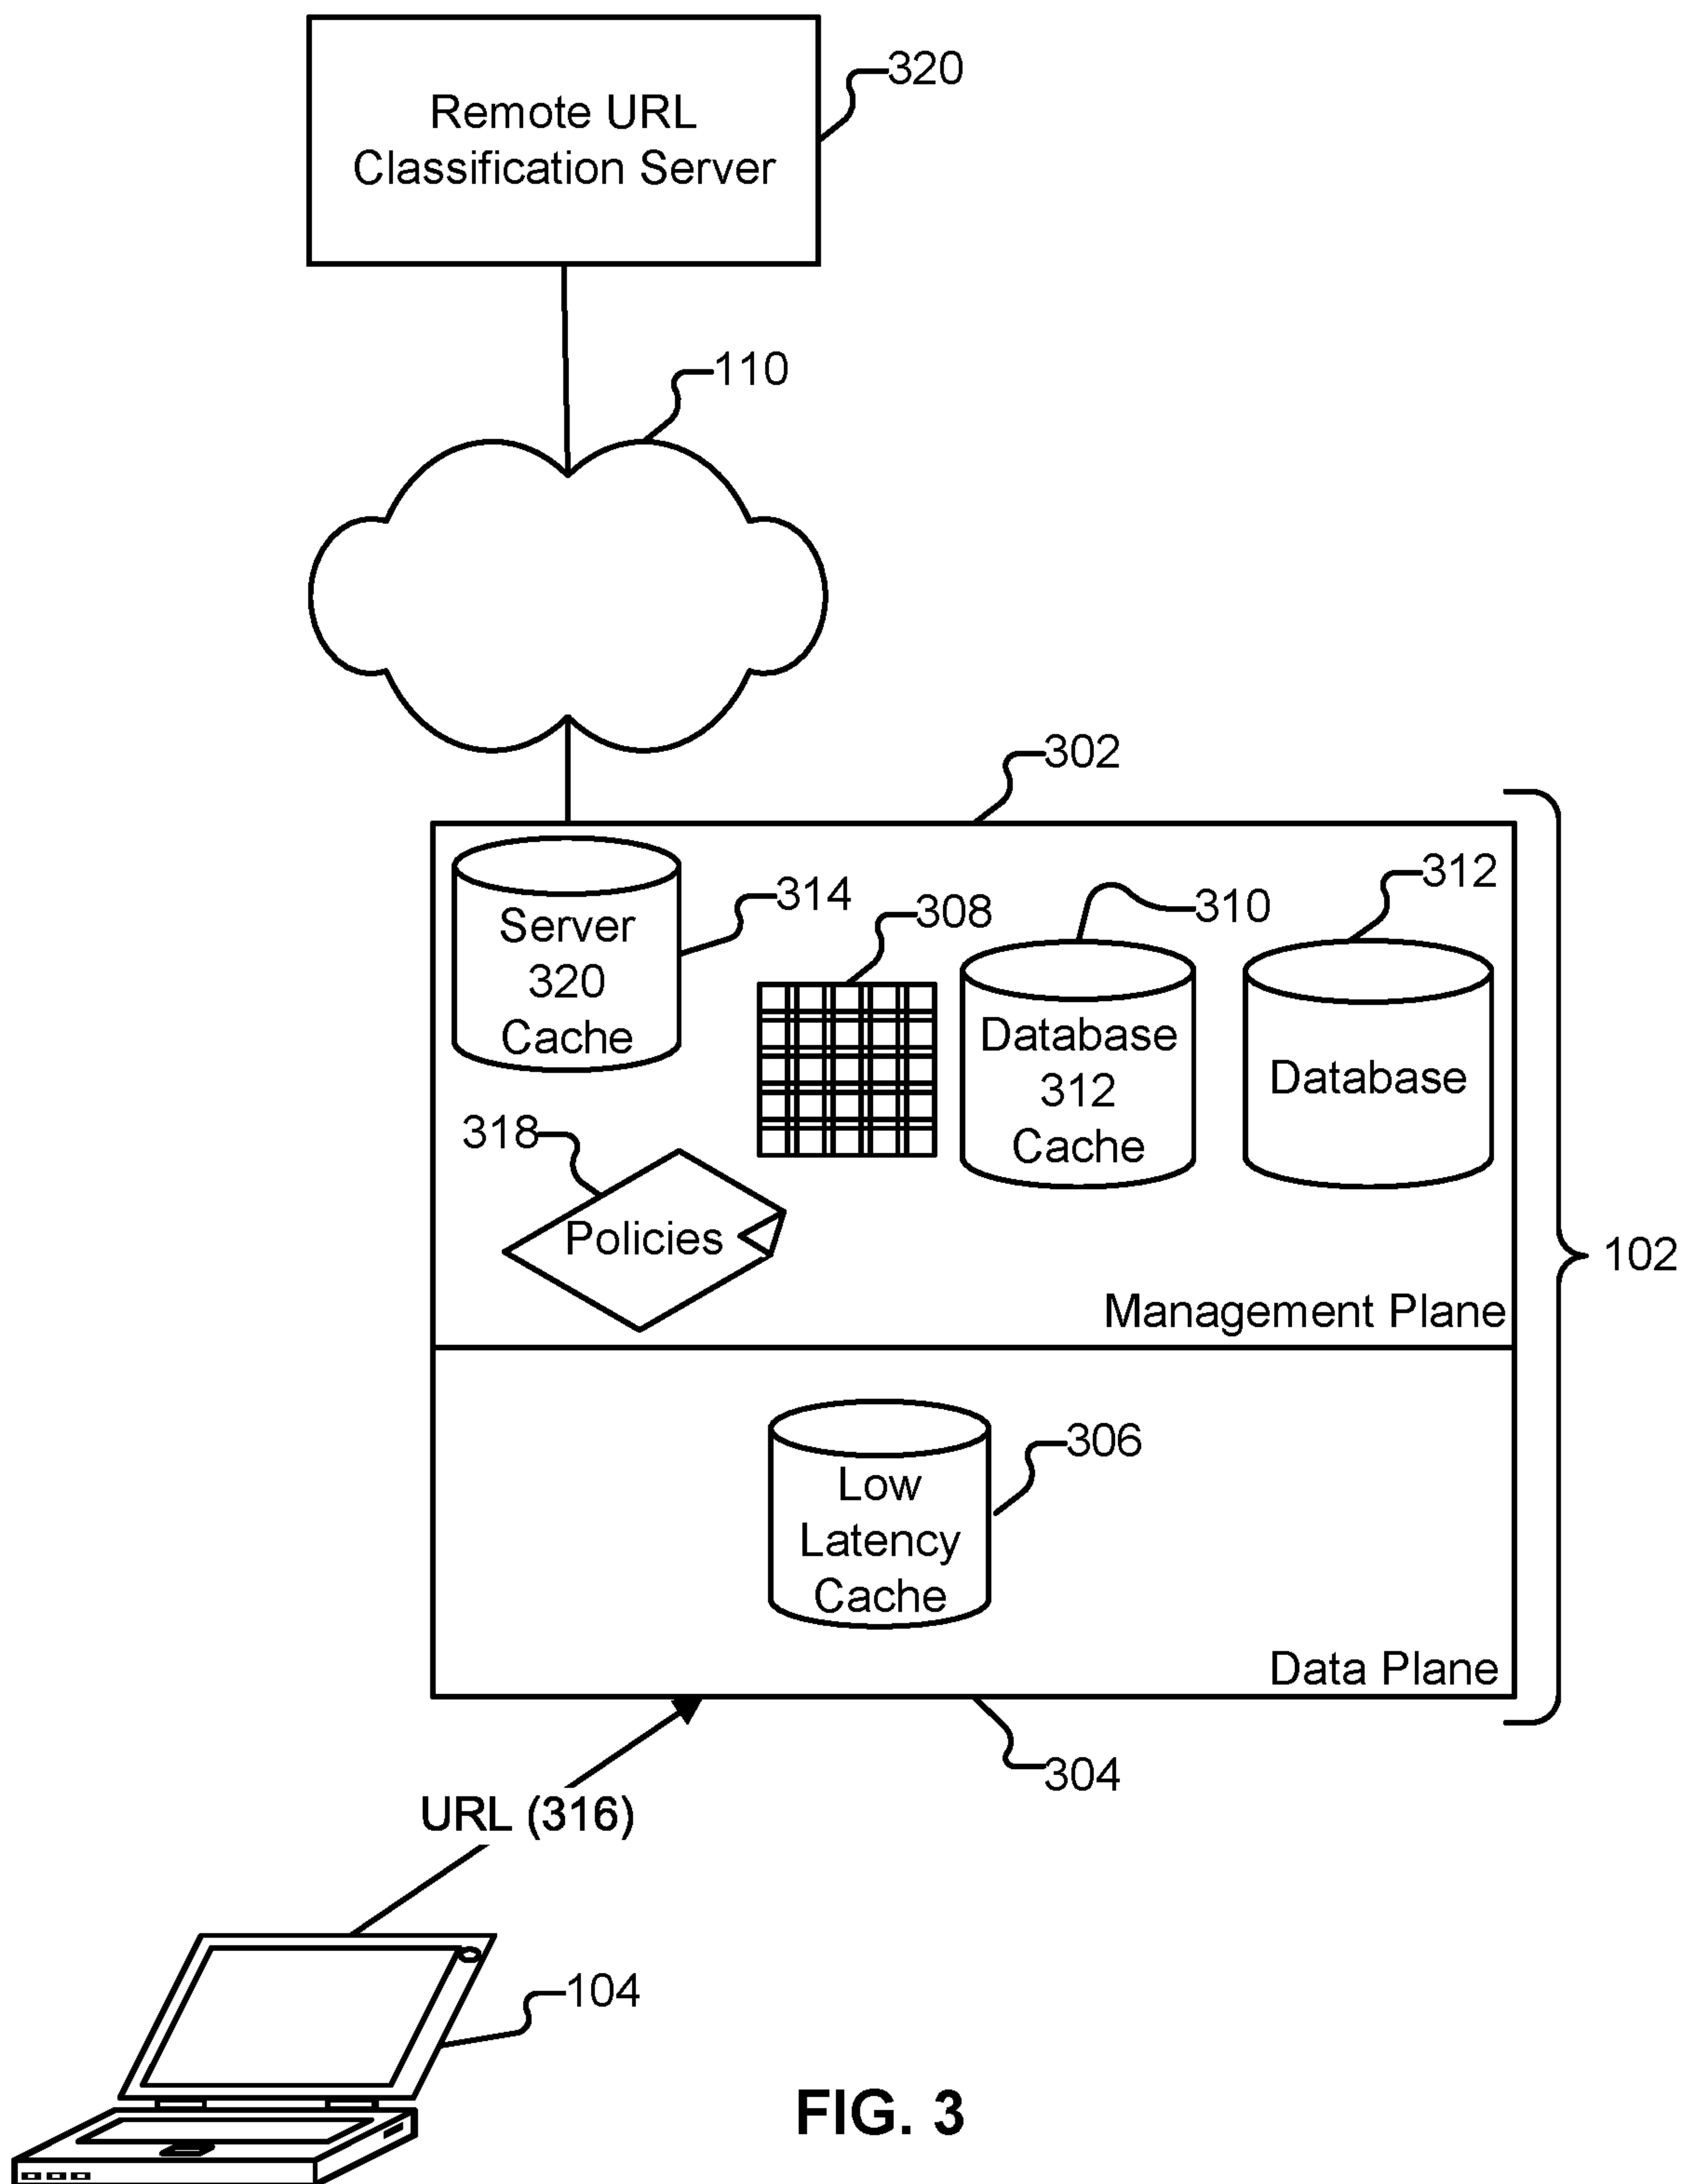 Remote URL
Classification Server
320
110
302
Server
320
Cache
314
308
310
312
Database
312
Cache
Database
318
Policies
102
Management Plane
Low
Latency
Cache
306
Data Plane
304
URL (316)
104
FIG. 3